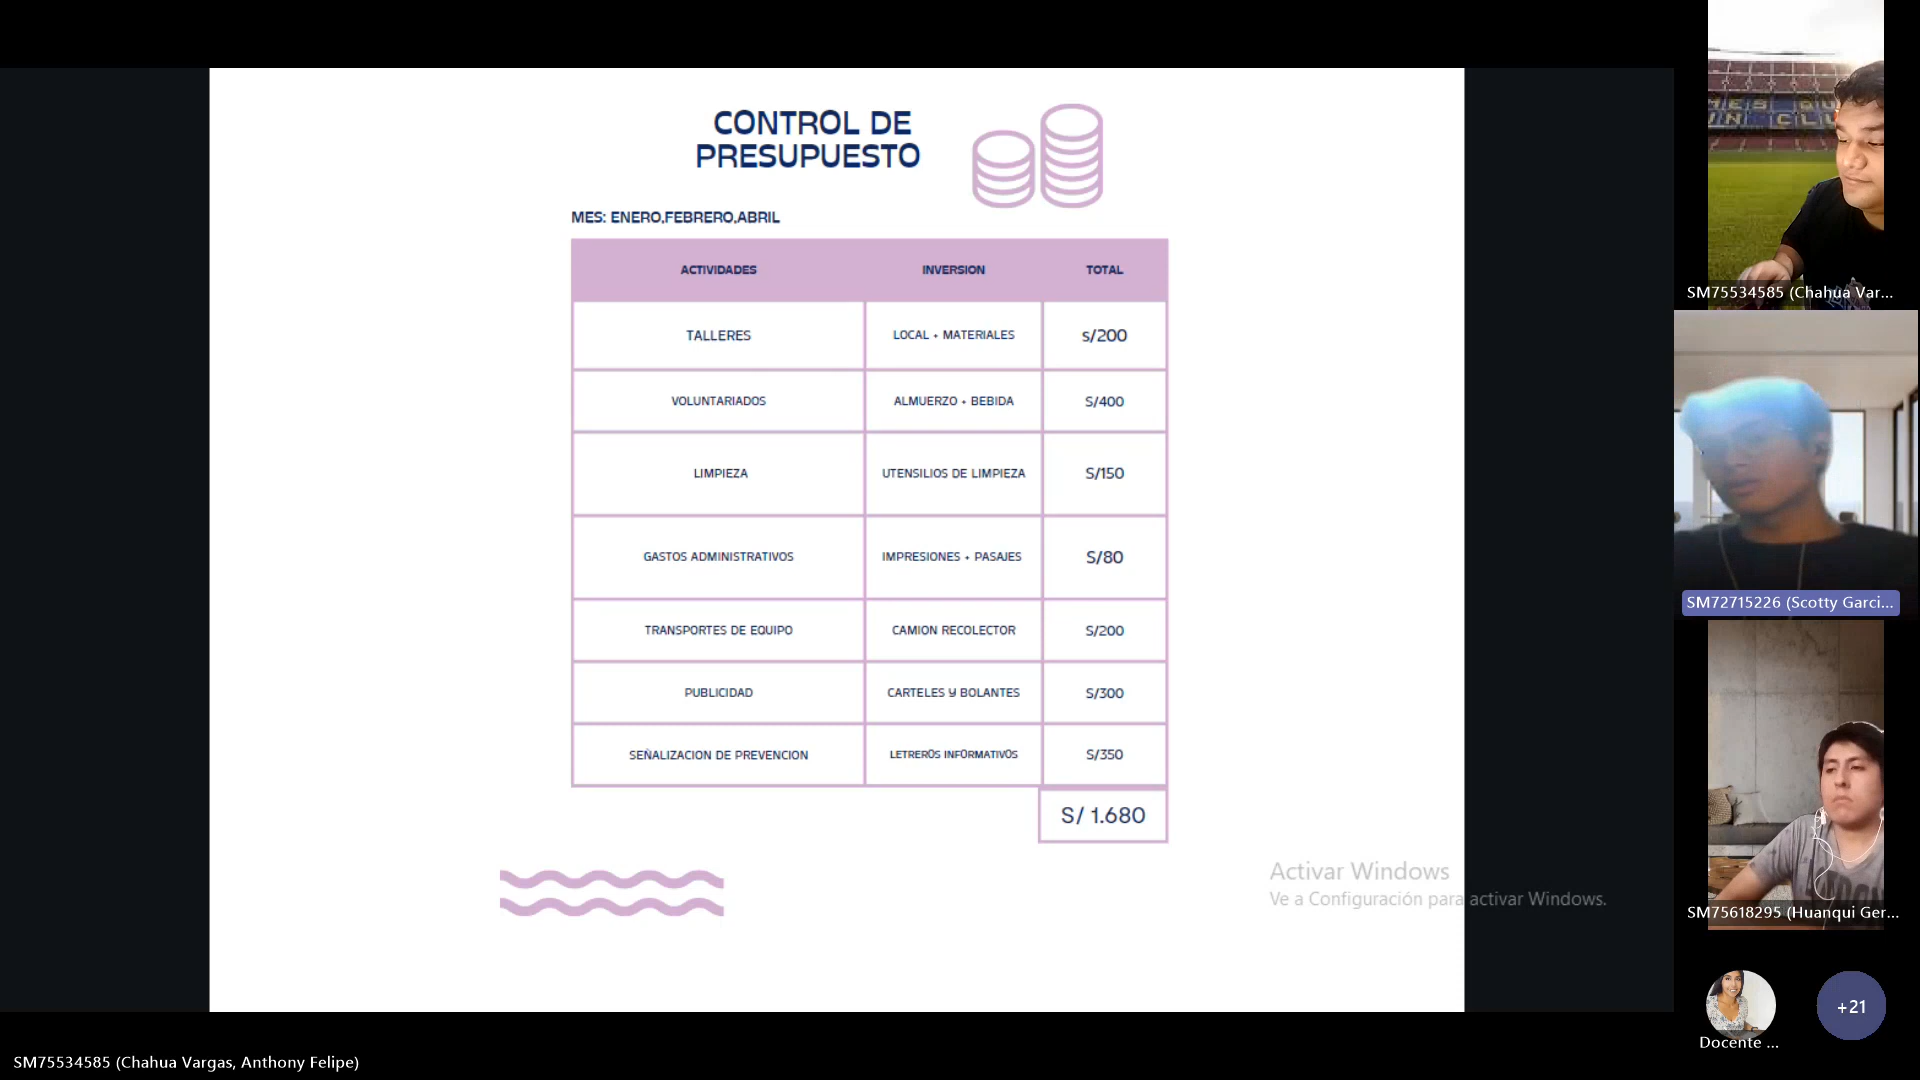 CONTROL DE
PRESUPUESTO
MES: ENERO,FEBRERO,ABRIL
ACTIVIDADES INVERSION TOTAL
TALLERES LOCAL + MATERIALES s/200
VOLUNTARIADOS ALMUERZO + BEBIDA S/400
LIMPIEZA UTENSILIOS DE LIMPIEZA S/150
GASTOS ADMINISTRATIVOS IMPRESIONES + PASAJES S/80
TRANSPORTES DE EQUIPO CAMION RECOLECTOR S/200
PUBLICIDAD CARTELES y BOLANTES S/300
SEÑALIZACION DE PREVENCION LETREROS INFORMATIVOS S/350
S/ 1.680
Activar Windows
Ve a Configuración para activar Windows.
SM75534585 (Chahua Var...
SM72715226 (Scotty Garci...
SM75618295 (Huanqui Ger...
+21
Docente ...
SM75534585 (Chahua Vargas, Anthony Felipe)